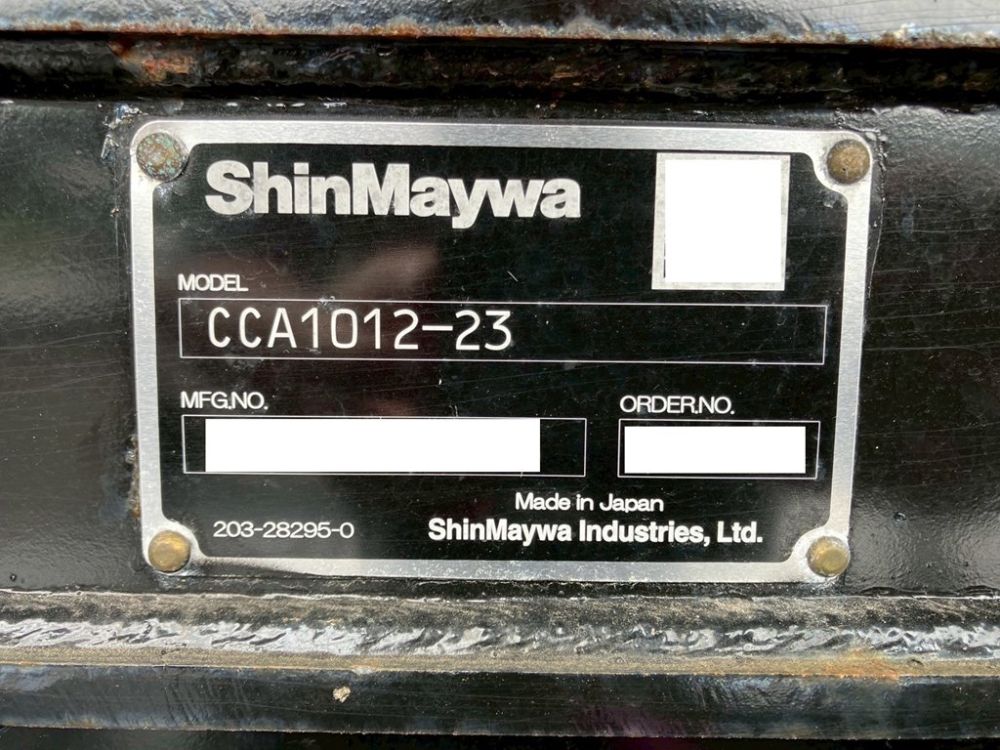 ShinMaywa
MODEL
CCA1012-23
MFG.NO.
ORDER.NO.
Made in Japan
203-28295-0
ShinMaywa Industries, Ltd.